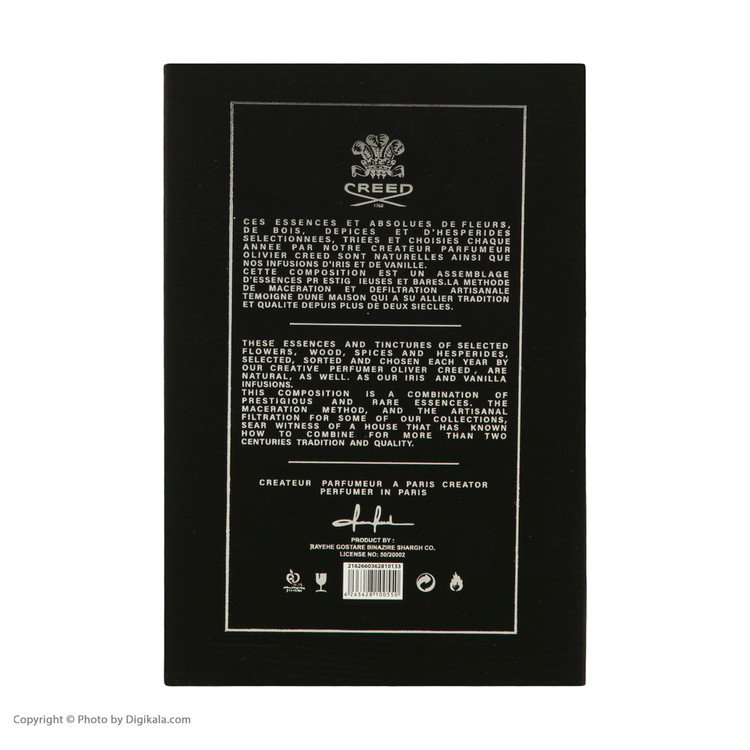 CREED
1760
CES ESSENCES ET ABSOLUES DE FLEURS,
DE BOIS, DEPICES ET D'HESPERIDES
SELECTIONNEES, TRIEES ET CHOISIES CHAQUE
ANNEE PAR NOTRE CREATEUR PARFUMEUR
OLIVIER CREED SONT NATURELLES AINSI QUE
NOS INFUSIONS D'IRIS ET DE VANILLE.
CETTE COMPOSITION EST UN ASSEMBLAGE
D'ESSENCES PR ESTIG IEUSES ET BARES.LA METHODE
DE MACERATION ET DEFILTRATION ARTISANALE
TEMOIGNE DUNE MAISON QUI A SU ALLIER TRADITION
ET QUALITE DEPUIS PLUS DE DEUX SIECLES.
THESE ESSENCES AND TINCTURES OF SELECTED
FLOWERS, WOOD, SPICES AND HESPERIDES,
SELECTED, SORTED AND CHOSEN EACH YEAR BY
OUR CREATIVE PERFUMER OLIVER CREED , ARE
NATURAL, AS WELL. AS OUR IRIS AND VANILLA
INFUSIONS.
THIS COMPOSITION IS A COMBINATION OF
PRESTIGIOUS AND RARE ESSENCES. THE
MACERATION METHOD, AND THE ARTISANAL
FILTRATION FOR SOME OF OUR COLLECTIONS,
SEAR WITNESS OF A HOUSE THAT HAS KNOWN
HOW TO COMBINE FOR MORE THAN TWO
CENTURIES TRADITION AND QUALITY.
CREATEUR PARFUMEUR A PARIS CREATOR
PERFUMER IN PARIS
PRODUCT BY :
RAYEHE GOSTARE BINAZIRE SHARGH CO,
LICENSE NO: 50/20002
2162660362810133
6 263628 100550
Copyright © Photo by Digikala.com